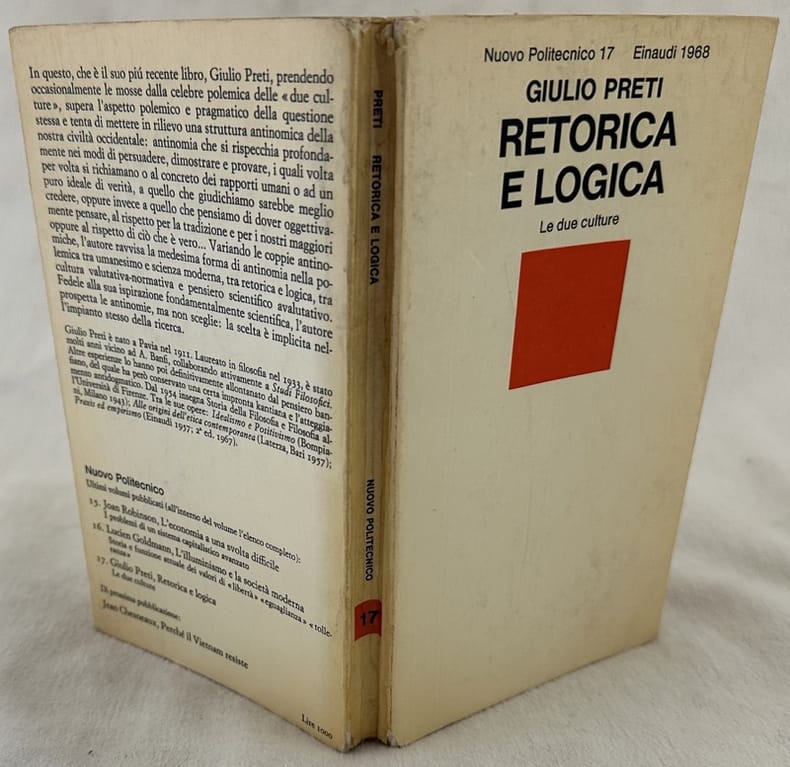 In questo, che è il suo piú recente libro, Giulio Preti, prendendo
occasionalmente le mosse dalla celebre polemica delle «due cul-
ture», supera l'aspetto polemico e pragmatico della questione
stessa e tenta di mettere in rilievo una struttura antinomica della
nostra civiltà occidentale: antinomia che si rispecchia profonda-
mente nei modi di persuadere, dimostrare e provare, i quali volta
per volta si richiamano o al concreto dei rapporti umani o ad un
puro ideale di verità, a quello che giudichiamo sarebbe meglio
credere, oppure invece a quello che pensiamo di dover oggettiva-
mente pensare, al rispetto per la tradizione e per i nostri maggiori
oppure al rispetto di ciò che è vero... Variando le coppie antino-
miche, l'autore ravvisa la medesima forma di antinomia nella po-
lemica tra umanesimo e scienza moderna, tra retorica e logica, tra
cultura valutativa-normativa e pensiero scientifico avalutativo.
Fedele alla sua ispirazione fondamentalmente scientifica, l'autore
prospetta le antinomie, ma non sceglie: la scelta è implicita nel-
l'impianto stesso della ricerca.
Giulio Preti è nato a Pavia nel 1911. Laureato in filosofia nel 1933, è stato
molti anni vicino ad A. Banfi, collaborando attivamente a Studi Filosofici.
Altre esperienze lo hanno poi definitivamente allontanato dal pensiero ban-
fiano, del quale ha però conservato una certa impronta kantiana e l'atteggia-
mento antidogmatico. Dal 1954 insegna Storia della Filosofia e Filosofia al-
l'Università di Firenze. Tra le sue opere: Idealismo e Positivismo (Bompia-
ni, Milano 1943); Alle origini dell'etica contemporanea (Laterza, Bari 1957);
Praxis ed empirismo (Einaudi 1957; 2ª ed. 1967).
Nuovo Politecnico
Ultimi volumi pubblicati (all'interno del volume l'elenco completo):
15. Joan Robinson, L'economia a una svolta difficile
I problemi di un sistema capitalistico avanzato
16. Lucien Goldmann, L'illuminismo e la società moderna
Storia e funzione attuale dei valori di «libertà» «eguaglianza» «tolle-
ranza»
17. Giulio Preti, Retorica e logica
Le due culture
Di prossima pubblicazione:
Jean Chesneaux, Perché il Vietnam resiste
Lire 1000
PRETI RETORICA E LOGICA
NUOVO POLITECNICO
17
Nuovo Politecnico 17 Einaudi 1968
GIULIO PRETI
RETORICA
E LOGICA
Le due culture